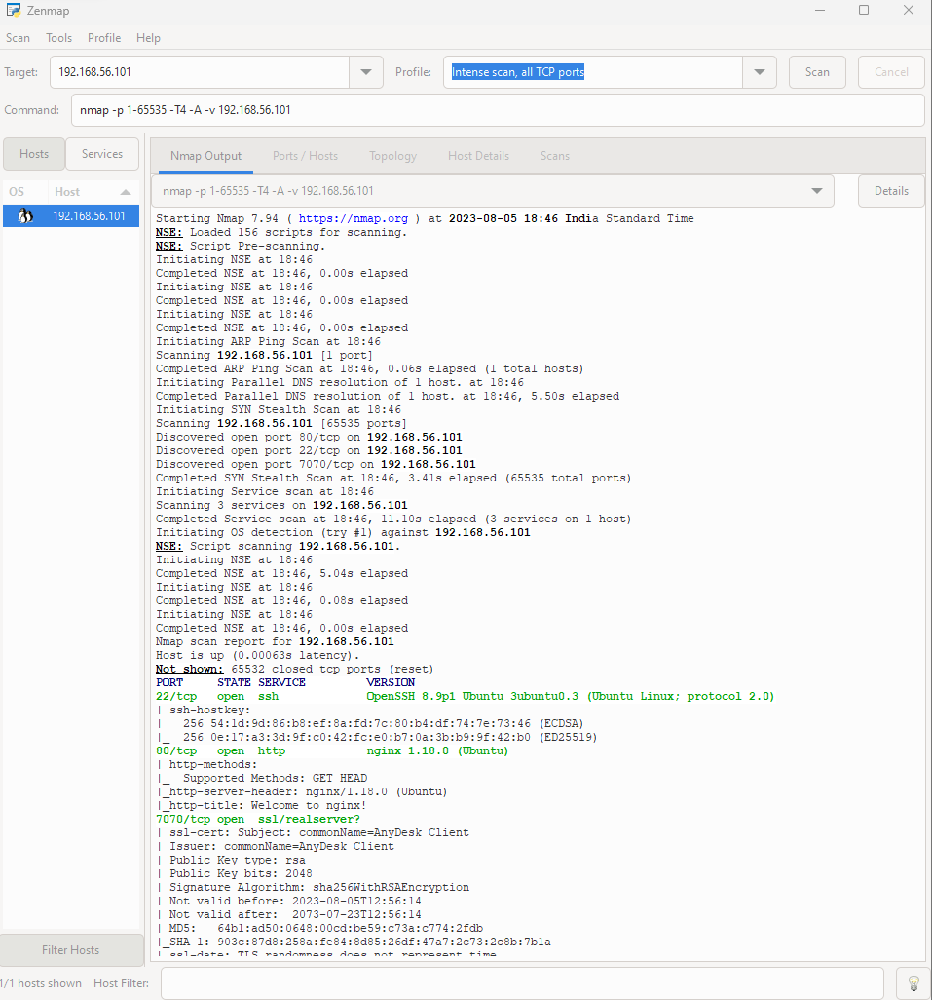 Zenmap
Scan Tools Profile Help
Target: 192.168.56.101 Profile: Intense scan, all TCP ports Scan Cancel
Command: nmap -p 1-65535 -T4 -A -v 192.168.56.101
Hosts Services
Nmap Output Ports / Hosts Topology Host Details Scans
OS Host
192.168.56.101
nmap -p 1-65535 -T4 -A -v 192.168.56.101 Details
Starting Nmap 7.94 ( https://nmap.org ) at 2023-08-05 18:46 India Standard Time
NSE: Loaded 156 scripts for scanning.
NSE: Script Pre-scanning.
Initiating NSE at 18:46
Completed NSE at 18:46, 0.00s elapsed
Initiating NSE at 18:46
Completed NSE at 18:46, 0.00s elapsed
Initiating NSE at 18:46
Completed NSE at 18:46, 0.00s elapsed
Initiating ARP Ping Scan at 18:46
Scanning 192.168.56.101 [1 port]
Completed ARP Ping Scan at 18:46, 0.06s elapsed (1 total hosts)
Initiating Parallel DNS resolution of 1 host. at 18:46
Completed Parallel DNS resolution of 1 host. at 18:46, 5.50s elapsed
Initiating SYN Stealth Scan at 18:46
Scanning 192.168.56.101 [65535 ports]
Discovered open port 80/tcp on 192.168.56.101
Discovered open port 22/tcp on 192.168.56.101
Discovered open port 7070/tcp on 192.168.56.101
Completed SYN Stealth Scan at 18:46, 3.41s elapsed (65535 total ports)
Initiating Service scan at 18:46
Scanning 3 services on 192.168.56.101
Completed Service scan at 18:46, 11.10s elapsed (3 services on 1 host)
Initiating OS detection (try #1) against 192.168.56.101
NSE: Script scanning 192.168.56.101.
Initiating NSE at 18:46
Completed NSE at 18:46, 5.04s elapsed
Initiating NSE at 18:46
Completed NSE at 18:46, 0.08s elapsed
Initiating NSE at 18:46
Completed NSE at 18:46, 0.00s elapsed
Nmap scan report for 192.168.56.101
Host is up (0.00063s latency).
Not shown: 65532 closed tcp ports (reset)
PORT STATE SERVICE VERSION
22/tcp open ssh OpenSSH 8.9p1 Ubuntu 3ubuntu0.3 (Ubuntu Linux; protocol 2.0)
| ssh-hostkey:
| 256 54:1d:9d:86:b8:ef:8a:fd:7c:80:b4:df:74:7e:73:46 (ECDSA)
|_ 256 0e:17:a3:3d:9f:c0:42:fc:e0:b7:0a:3b:b9:9f:42:b0 (ED25519)
80/tcp open http nginx 1.18.0 (Ubuntu)
| http-methods:
|_ Supported Methods: GET HEAD
|_http-server-header: nginx/1.18.0 (Ubuntu)
|_http-title: Welcome to nginx!
7070/tcp open ssl/realserver?
| ssl-cert: Subject: commonName=AnyDesk Client
| Issuer: commonName=AnyDesk Client
| Public Key type: rsa
| Public Key bits: 2048
| Signature Algorithm: sha256WithRSAEncryption
| Not valid before: 2023-08-05T12:56:14
| Not valid after: 2073-07-23T12:56:14
| MD5: 64b1:ad50:0648:00cd:be59:c73a:c774:2fdb
|_SHA-1: 903c:87d8:258a:fe84:8d85:26df:47a7:2c73:2c8b:7b1a
|_ssl-date: TLS randomness does not represent time
Filter Hosts
1/1 hosts shown Host Filter: